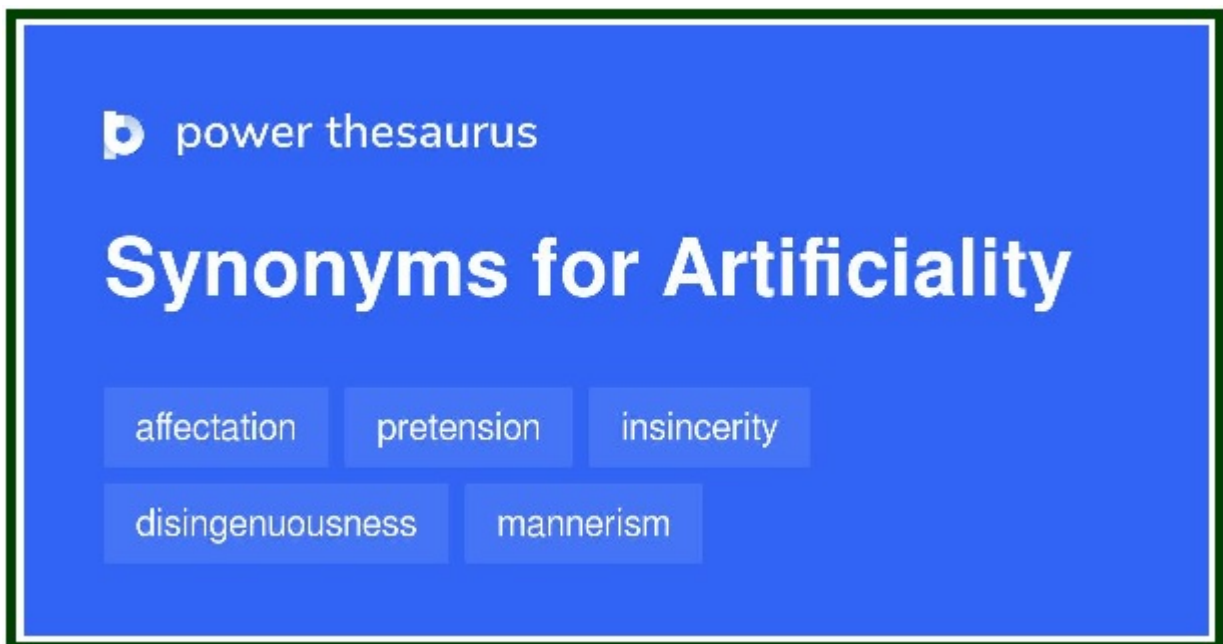 power thesaurus
Synonyms for Artificiality
affectation pretension insincerity
disingenuousness mannerism